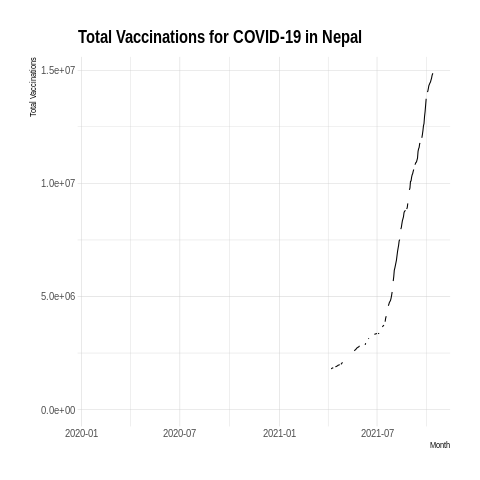 Total Vaccinations for COVID-19 in Nepal
Total Vaccinations
1.5e+07
1.0e+07
5.0e+06
0.0e+00
2020-01 2020-07 2021-01 2021-07
Month